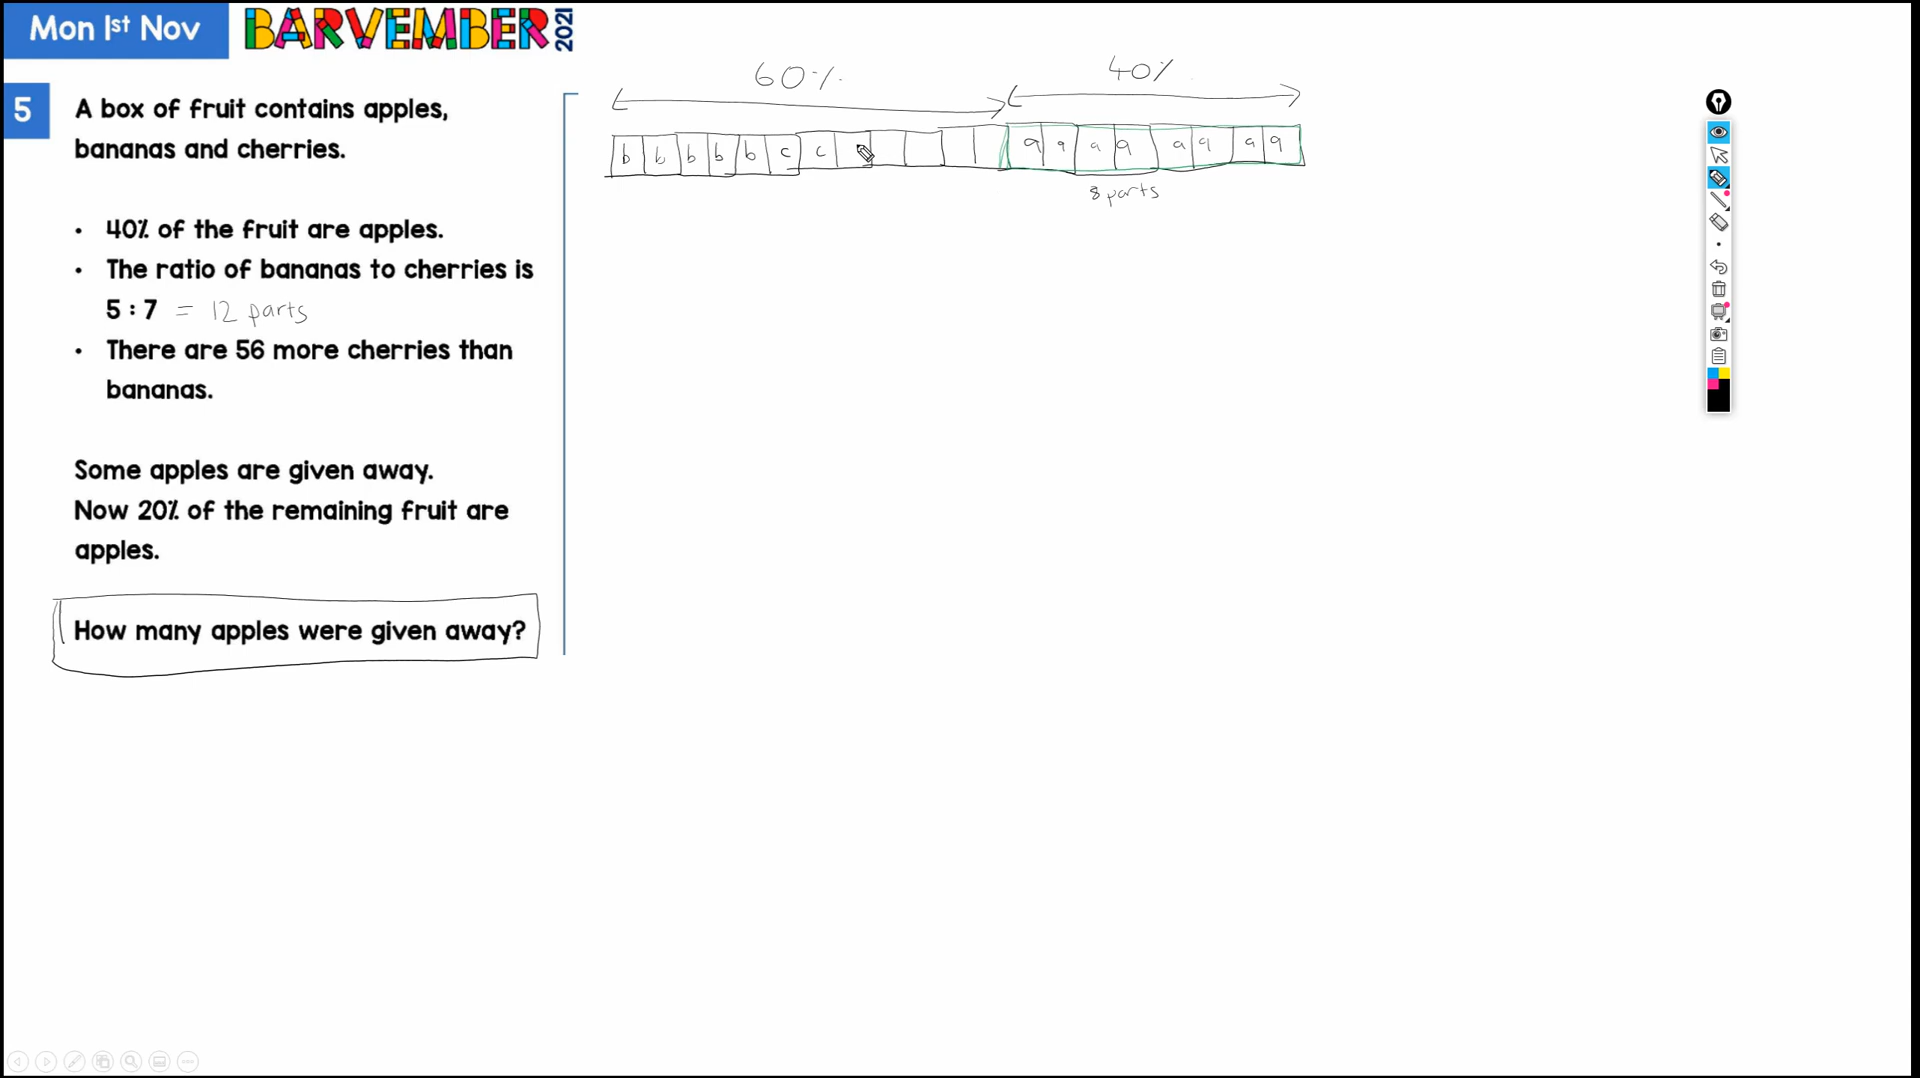 Mon 1st Nov BARVEMBER 2021
5
A box of fruit contains apples,
bananas and cherries.
• 40% of the fruit are apples.
• The ratio of bananas to cherries is
5 : 7 = 12 parts
• There are 56 more cherries than
bananas.
Some apples are given away.
Now 20% of the remaining fruit are
apples.
How many apples were given away?
60% 40%
b b b b b c c a a a a a a a a
8 parts